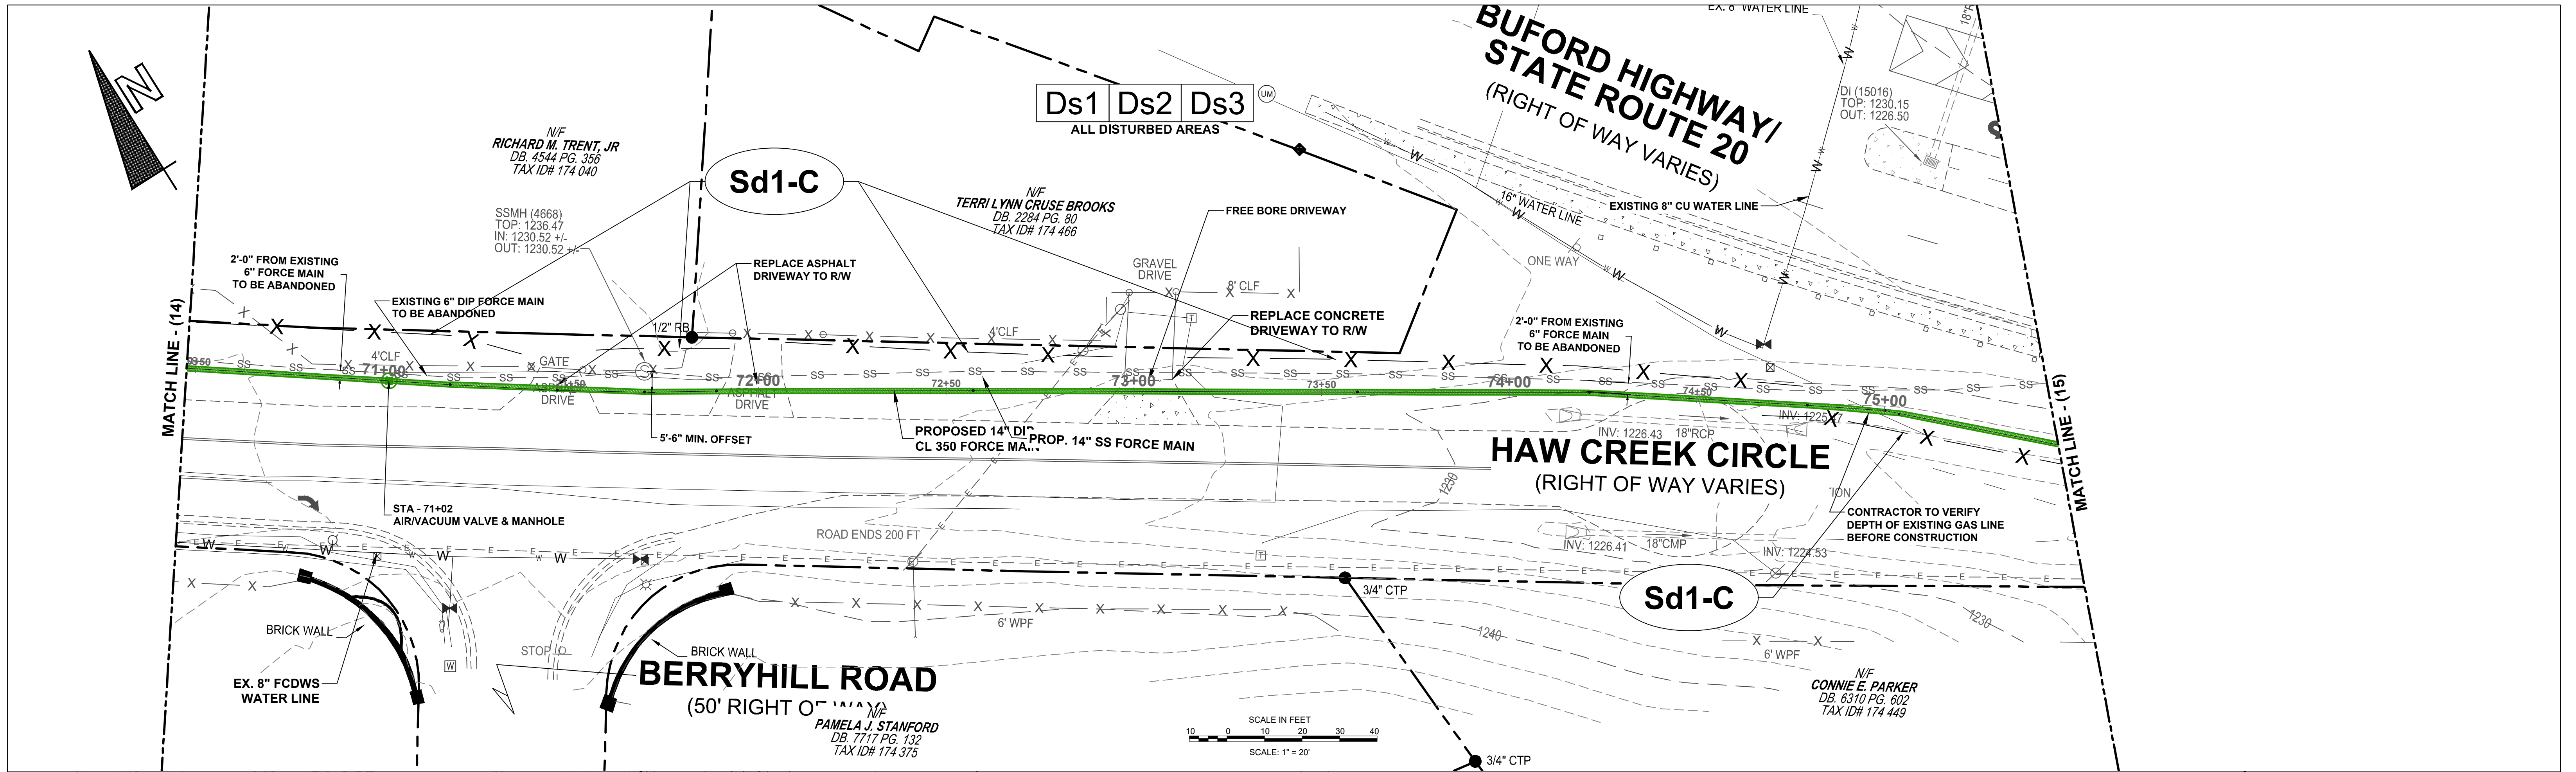 EX. 8" WATER LINE
BUFORD HIGHWAY/
STATE ROUTE 20
(RIGHT OF WAY VARIES)
N
Ds1 Ds2 Ds3
UM
ALL DISTURBED AREAS
DI (15016)
TOP: 1230.15
OUT: 1226.50
N/F
RICHARD M. TRENT, JR
DB. 4544 PG. 356
TAX ID# 174 040
Sd1-C
N/F
TERRI LYNN CRUSE BROOKS
DB. 2284 PG. 80
TAX ID# 174 466
16" WATER LINE
EXISTING 8" CU WATER LINE
SSMH (4668)
TOP: 1236.47
IN: 1230.52 +/-
OUT: 1230.52 +/-
FREE BORE DRIVEWAY
2'-0" FROM EXISTING
6" FORCE MAIN
TO BE ABANDONED
REPLACE ASPHALT
DRIVEWAY TO R/W
GRAVEL
DRIVE
ONE WAY
8' CLF
EXISTING 6" DIP FORCE MAIN
TO BE ABANDONED
1/2" RB
4'CLF
REPLACE CONCRETE
DRIVEWAY TO R/W
2'-0" FROM EXISTING
6" FORCE MAIN
TO BE ABANDONED
MATCH LINE - (14)
4'CLF
GATE
71+00
72+00
72+50
73+00
73+50
74+00
74+50
75+00
ASPHALT
DRIVE
ASPHALT
DRIVE
MATCH LINE - (15)
5'-6" MIN. OFFSET
PROPOSED 14" DIP
CL 350 FORCE MAIN
PROP. 14" SS FORCE MAIN
INV: 1226.43
18"RCP
HAW CREEK CIRCLE
(RIGHT OF WAY VARIES)
1230
STA - 71+02
AIR/VACUUM VALVE & MANHOLE
CONTRACTOR TO VERIFY
DEPTH OF EXISTING GAS LINE
BEFORE CONSTRUCTION
ROAD ENDS 200 FT
INV: 1226.41
18"CMP
INV: 1224.53
Sd1-C
3/4" CTP
6' WPF
1240
1230
BRICK WALL
STOP
BRICK WALL
6' WPF
EX. 8" FCDWS
WATER LINE
BERRYHILL ROAD
(50' RIGHT OF WAY)
N/F
PAMELA J. STANFORD
DB. 7717 PG. 132
TAX ID# 174 375
N/F
CONNIE E. PARKER
DB. 6310 PG. 602
TAX ID# 174 449
SCALE IN FEET
10 0 10 20 30 40
SCALE: 1" = 20'
3/4" CTP